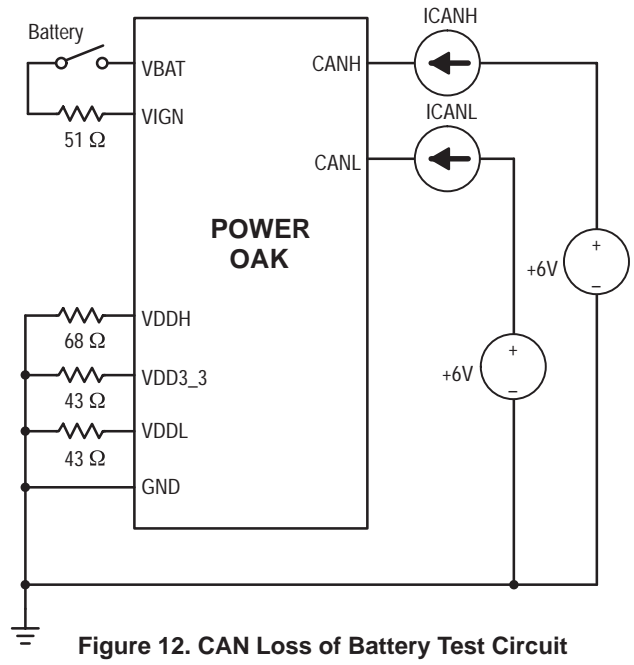 ICANH
Battery
VBAT
CANH
VIGN
51 Ω
ICANL
CANL
POWER
OAK
+
+6V
–
VDDH
68 Ω
VDD3_3
43 Ω
+
+6V
–
VDDL
43 Ω
GND
Figure 12. CAN Loss of Battery Test Circuit